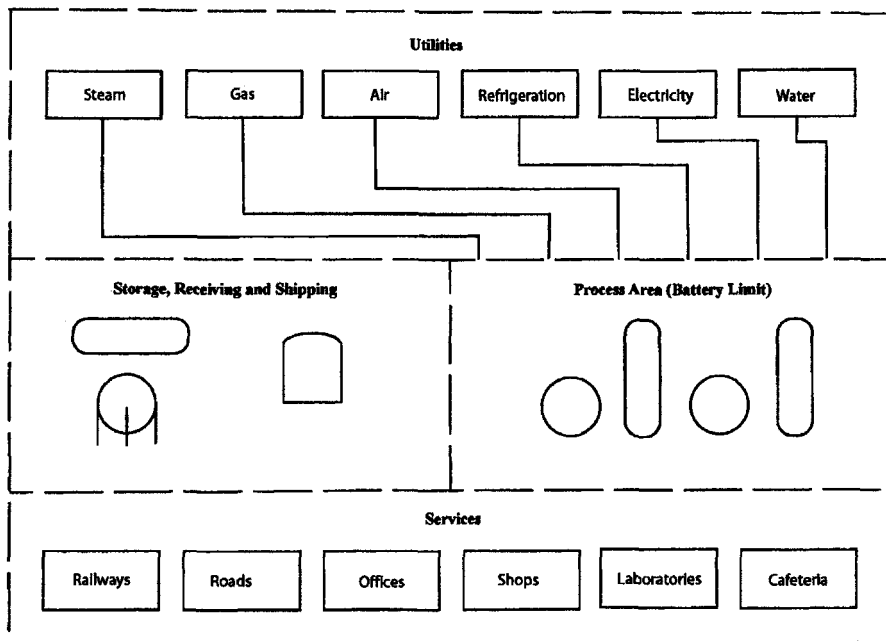 Utilities
Steam Gas Air Refrigeration Electricity Water
Storage, Receiving and Shipping Process Area (Battery Limit)
Services
Railways Roads Offices Shops Laboratories Cafeteria